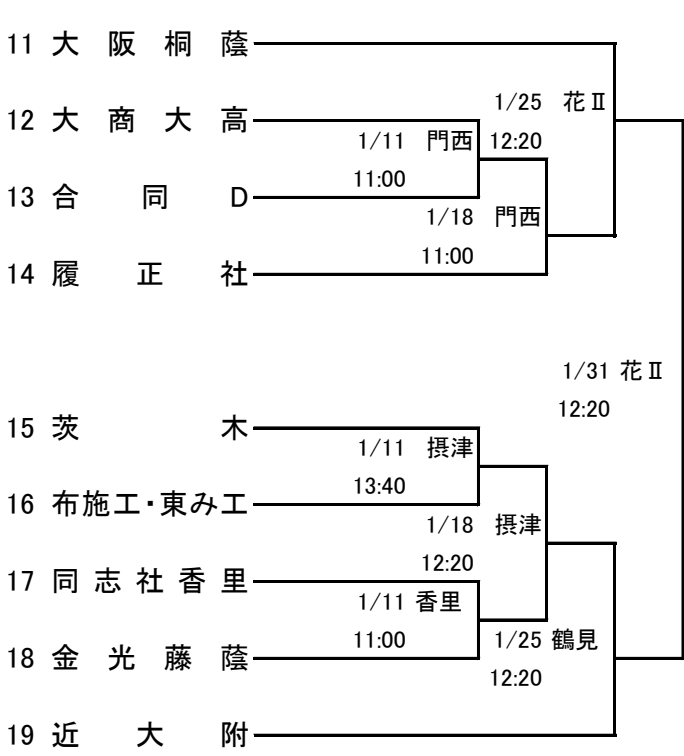 11 大阪桐蔭
1/25 花Ⅱ
12 大商大高
1/11 門西 12:20
11:00
13 合同D
1/18 門西
11:00
14 履正社
1/31 花Ⅱ
12:20
15 茨木
1/11 摂津
13:40
16 布施工・東み工
1/18 摂津
12:20
17 同志社香里
1/11 香里
11:00
1/25 鶴見
18 金光藤蔭
12:20
19 近大附